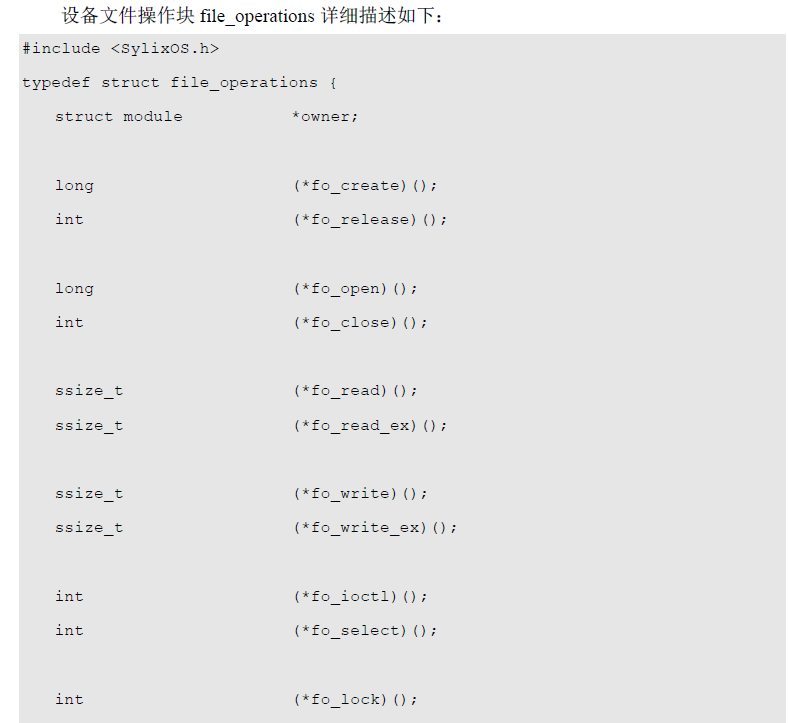 设备文件操作块 file_operations 详细描述如下：
#include <SylixOS.h>
typedef struct file_operations {
struct module *owner;
long (*fo_create)();
int (*fo_release)();
long (*fo_open)();
int (*fo_close)();
ssize_t (*fo_read)();
ssize_t (*fo_read_ex)();
ssize_t (*fo_write)();
ssize_t (*fo_write_ex)();
int (*fo_ioctl)();
int (*fo_select)();
int (*fo_lock)();